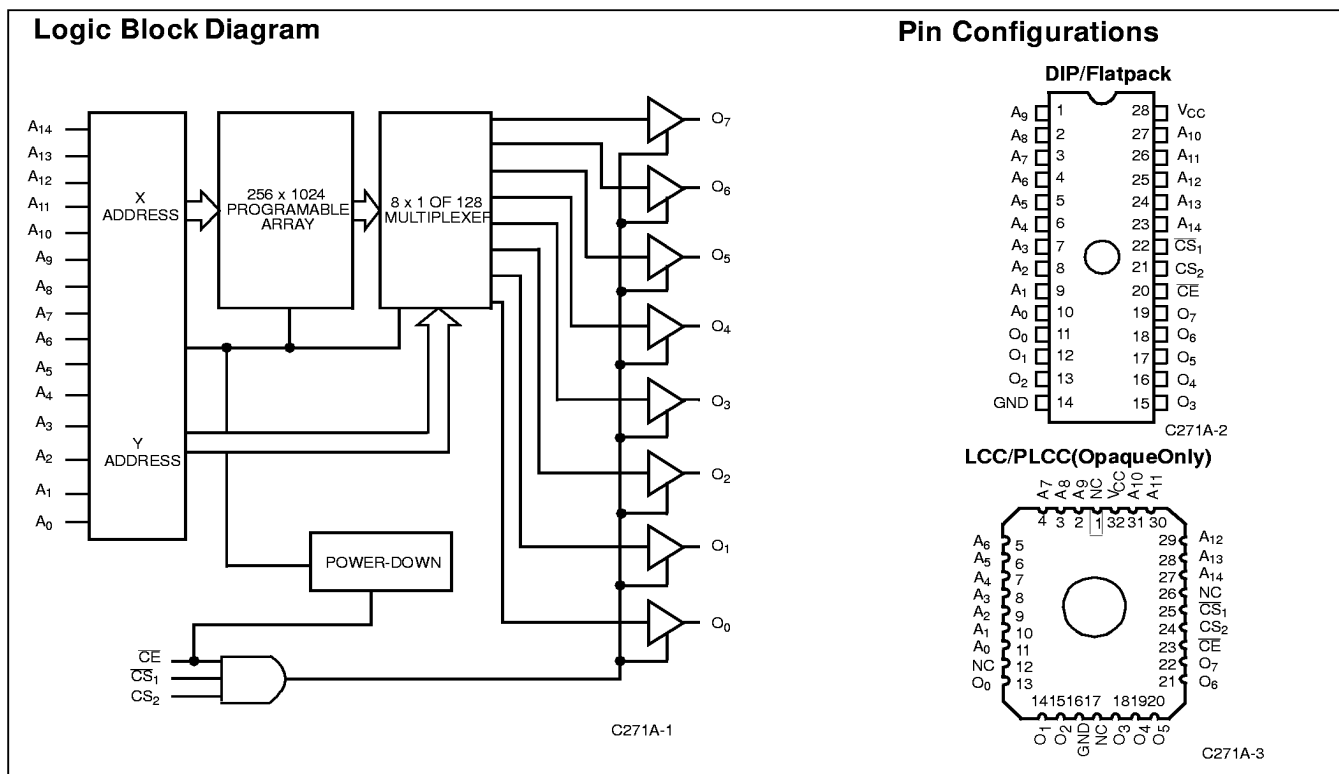 Logic Block Diagram
A14
A13
A12
A11
A10
A9
A8
A7
A6
A5
A4
A3
A2
A1
A0
X
ADDRESS
Y
ADDRESS
256 x 1024
PROGRAMABLE
ARRAY
8 x 1 OF 128
MULTIPLEXER
POWER-DOWN
O7
O6
O5
O4
O3
O2
O1
O0
CE
CS1
CS2
C271A-1
Pin Configurations
DIP/Flatpack
A9 1 28 VCC
A8 2 27 A10
A7 3 26 A11
A6 4 25 A12
A5 5 24 A13
A4 6 23 A14
A3 7 22 CS1
A2 8 21 CS2
A1 9 20 CE
A0 10 19 O7
O0 11 18 O6
O1 12 17 O5
O2 13 16 O4
GND 14 15 O3
C271A-2
LCC/PLCC(OpaqueOnly)
A7 A8 A9 NC VCC A10 A11
4 3 2 1 32 31 30
A6 5 29 A12
A5 6 28 A13
A4 7 27 A14
A3 8 26 NC
A2 9 25 CS1
A1 10 24 CS2
A0 11 23 CE
NC 12 22 O7
O0 13 21 O6
14 15 16 17 18 19 20
O1 O2 GND NC O3 O4 O5
C271A-3